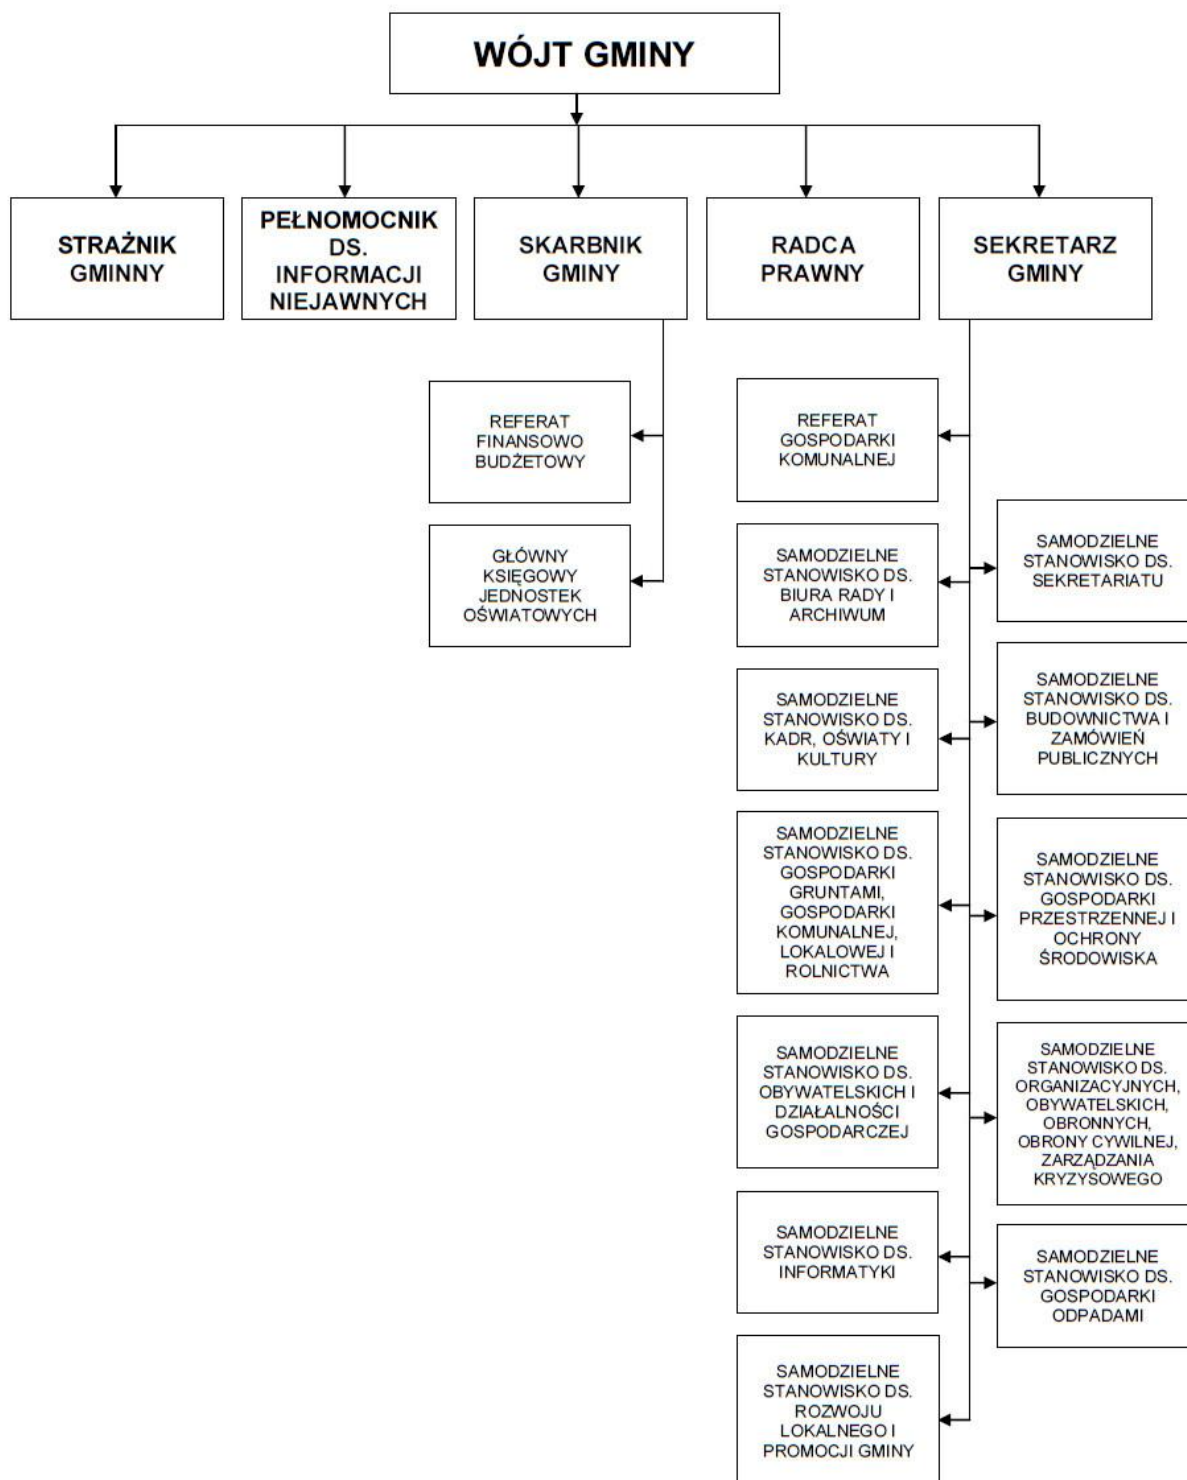 WÓJT GMINY
STRAŻNIK
GMINNY
PEŁNOMOCNIK
DS.
INFORMACJI
NIEJAWNYCH
SKARBNIK
GMINY
RADCA
PRAWNY
SEKRETARZ
GMINY
REFERAT
FINANSOWO
BUDŻETOWY
GŁÓWNY
KSIĘGOWY
JEDNOSTEK
OŚWIATOWYCH
REFERAT
GOSPODARKI
KOMUNALNEJ
SAMODZIELNE
STANOWISKO DS.
BIURA RADY I
ARCHIWUM
SAMODZIELNE
STANOWISKO DS.
KADR, OŚWIATY I
KULTURY
SAMODZIELNE
STANOWISKO DS.
GOSPODARKI
GRUNTAMI,
GOSPODARKI
KOMUNALNEJ,
LOKALOWEJ I
ROLNICTWA
SAMODZIELNE
STANOWISKO DS.
OBYWATELSKICH I
DZIAŁALNOŚCI
GOSPODARCZEJ
SAMODZIELNE
STANOWISKO DS.
INFORMATYKI
SAMODZIELNE
STANOWISKO DS.
ROZWOJU
LOKALNEGO I
PROMOCJI GMINY
SAMODZIELNE
STANOWISKO DS.
SEKRETARIATU
SAMODZIELNE
STANOWISKO DS.
BUDOWNICTWA I
ZAMÓWIEŃ
PUBLICZNYCH
SAMODZIELNE
STANOWISKO DS.
GOSPODARKI
PRZESTRZENNEJ I
OCHRONY
ŚRODOWISKA
SAMODZIELNE
STANOWISKO DS.
ORGANIZACYJNYCH,
OBYWATELSKICH,
OBRONNYCH,
OBRONY CYWILNEJ,
ZARZĄDZANIA
KRYZYSOWEGO
SAMODZIELNE
STANOWISKO DS.
GOSPODARKI
ODPADAMI